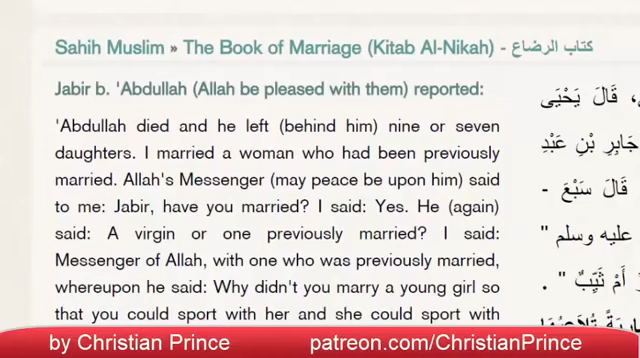 Sahih Muslim » The Book of Marriage (Kitab Al-Nikah) - كتاب الرضاع
Jabir b. 'Abdullah (Allah be pleased with them) reported:
'Abdullah died and he left (behind him) nine or seven
daughters. I married a woman who had been previously
married. Allah's Messenger (may peace be upon him) said
to me: Jabir, have you married? I said: Yes. He (again)
said: A virgin or one previously married? I said:
Messenger of Allah, with one who was previously married,
whereupon he said: Why didn't you marry a young girl so
that you could sport with her and she could sport with
، قَالَ يَحْيَى
جَابِرِ بْنِ عَبْدِ
قَالَ سَبْعَ -
عليه وسلم "
أَمْ ثَيِّبٌ " .
by Christian Prince
patreon.com/ChristianPrince